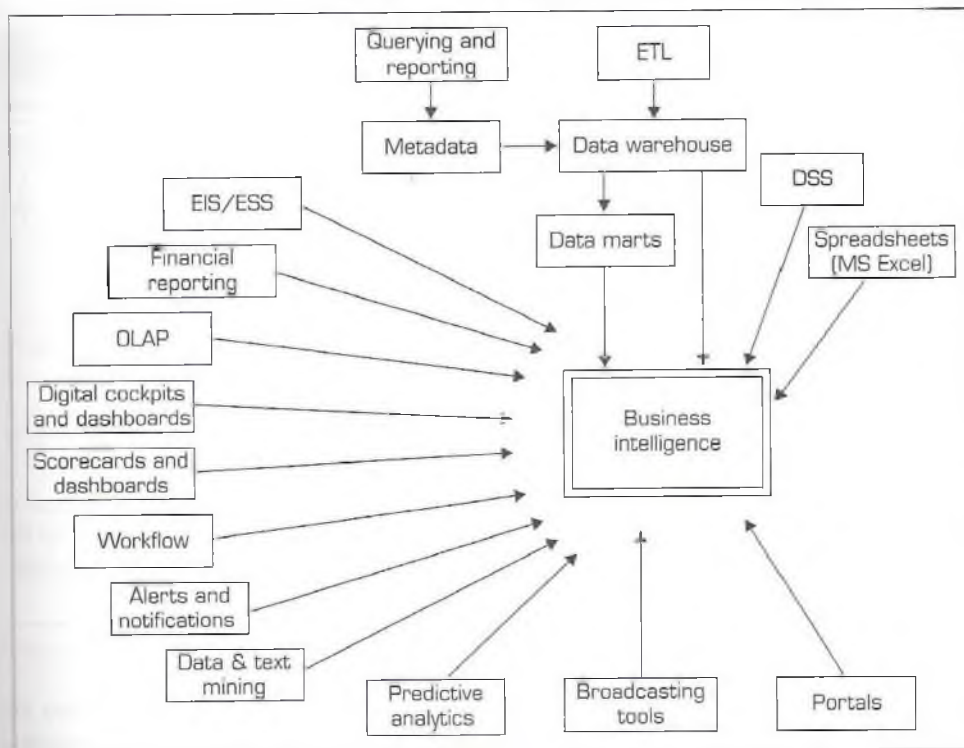 Querying and
reporting
ETL
Metadata
Data warehouse
DSS
EIS/ESS
Data marts
Spreadsheets
(MS Excel)
Financial
reporting
OLAP
Digital cockpits
and dashboards
Business
intelligence
Scorecards and
dashboards
Workflow
Alerts and
notifications
Data & text
mining
Predictive
analytics
Broadcasting
tools
Portals